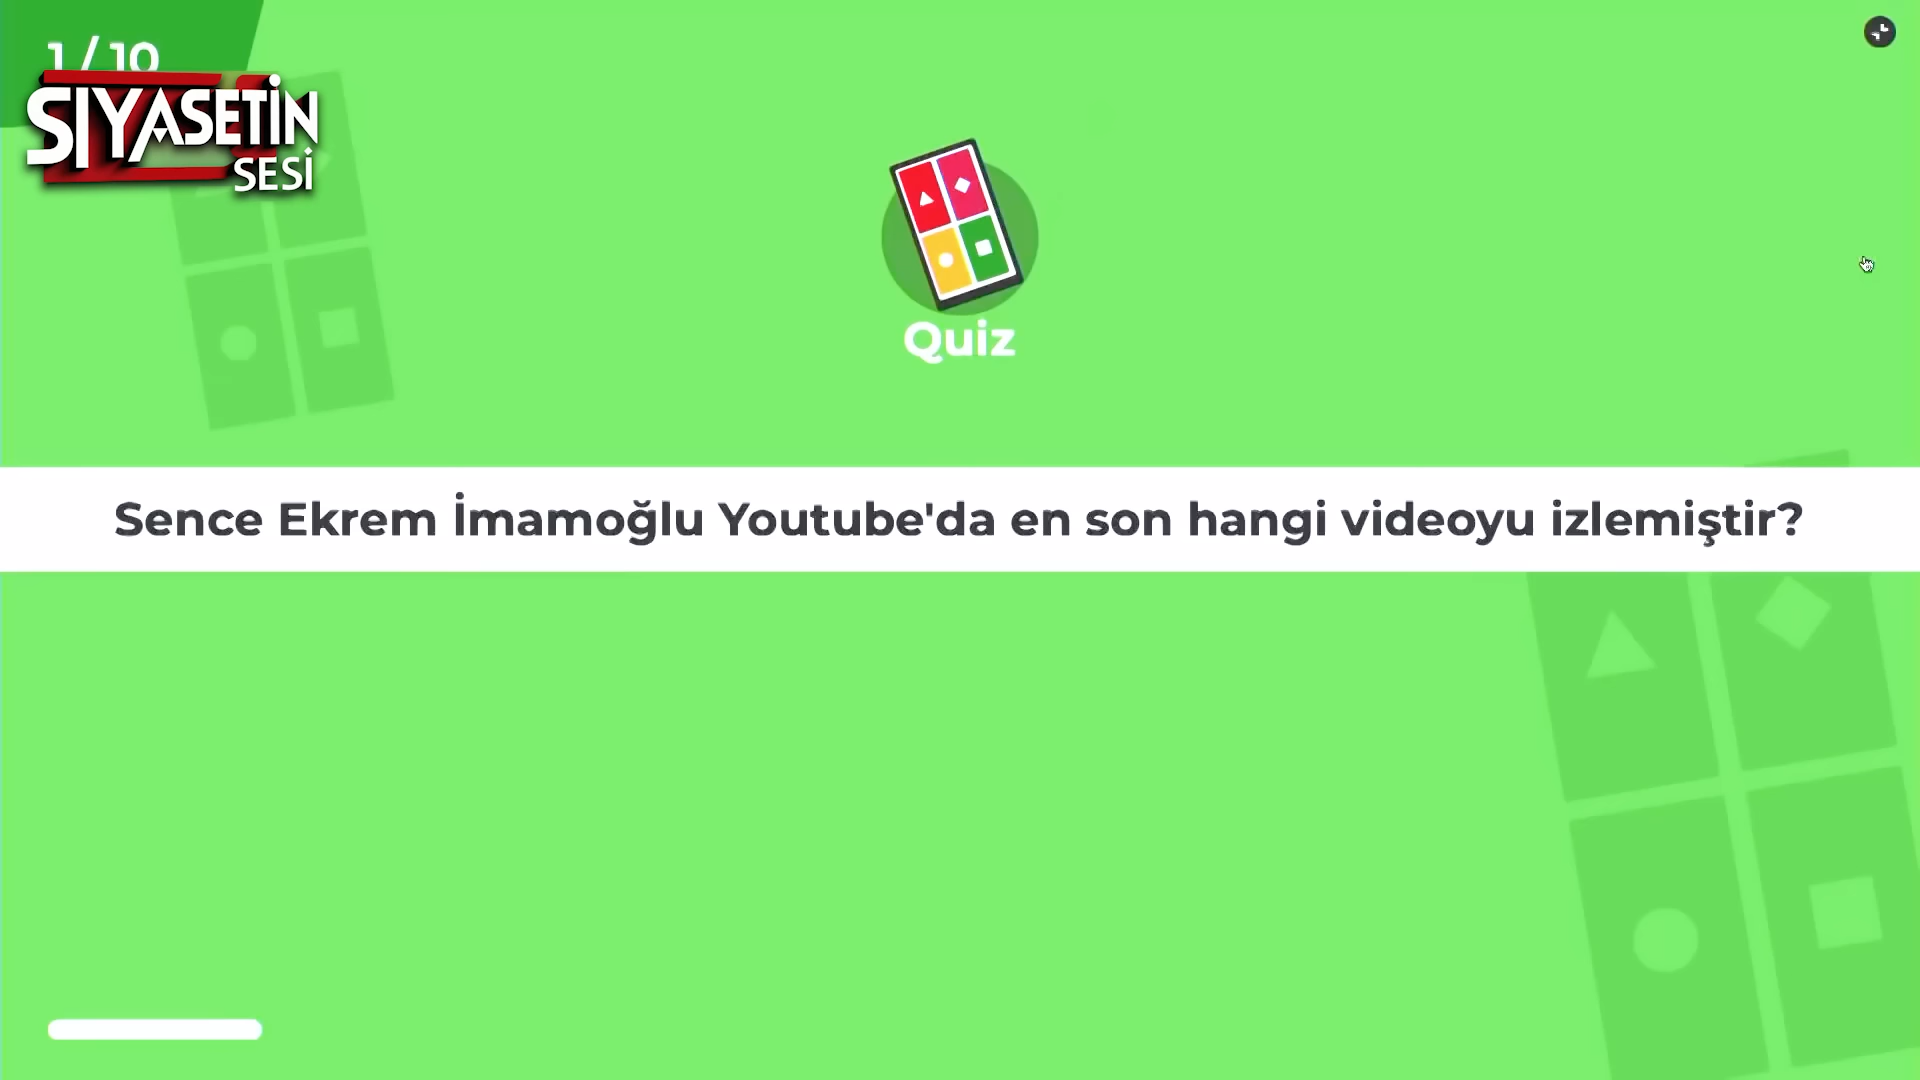 1 / 10
SIYASETİN
SESİ
Quiz
Sence Ekrem İmamoğlu Youtube'da en son hangi videoyu izlemiştir?